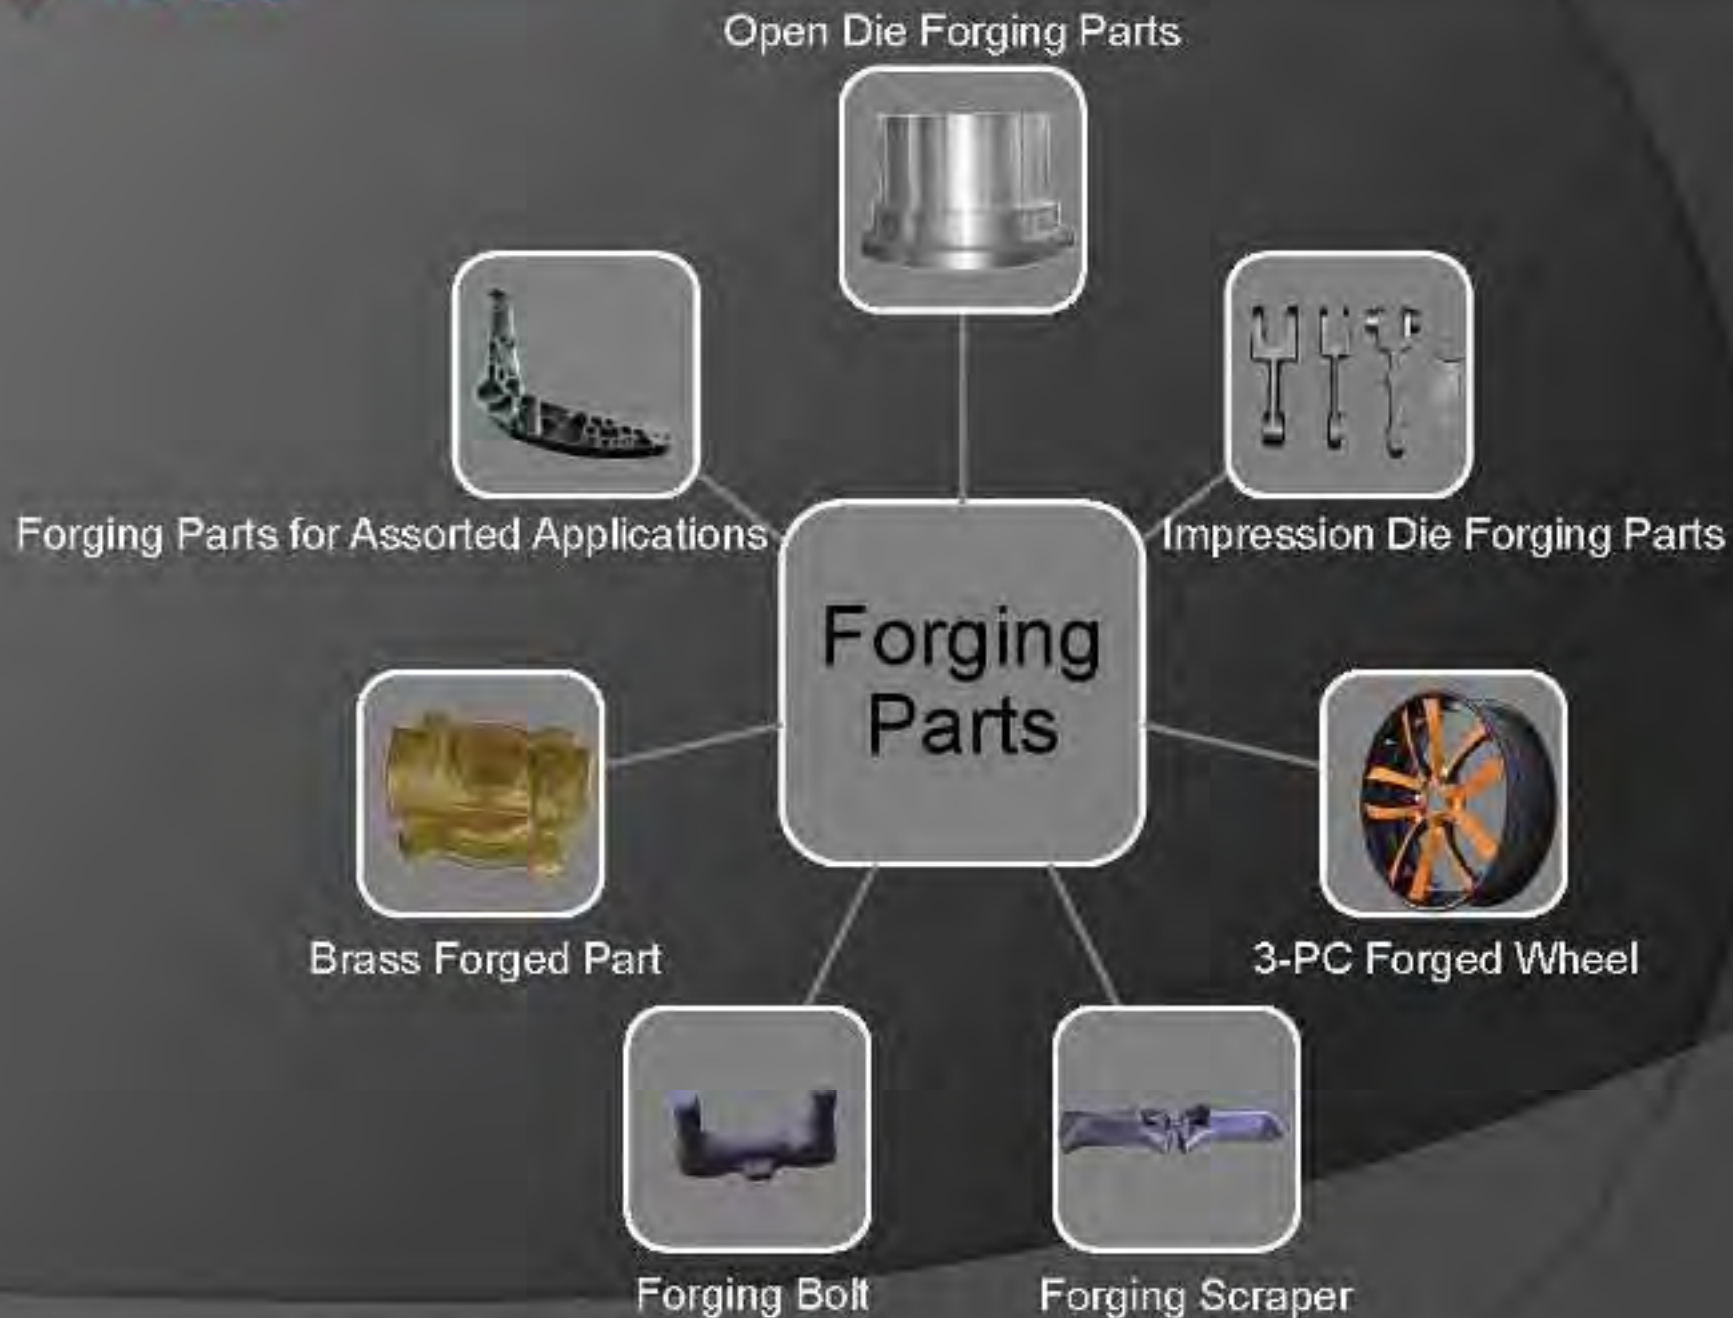 Open Die Forging Parts
Forging Parts for Assorted Applications
Impression Die Forging Parts
Forging
Parts
Brass Forged Part
3-PC Forged Wheel
Forging Bolt
Forging Scraper